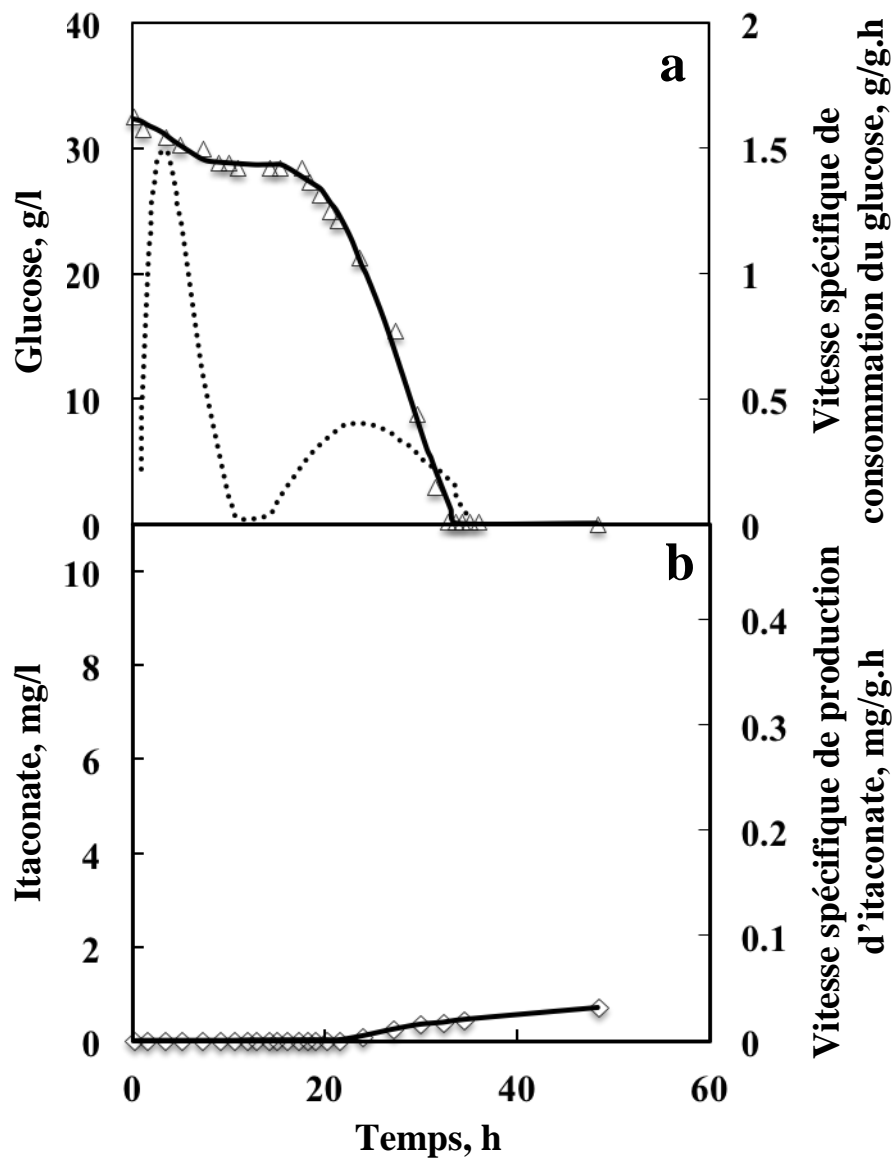 40
30
20
10
0
Glucose, g/l
a
2
1.5
1
0.5
0
Vitesse spécifique de
consommation du glucose, g/g.h
10
8
6
4
2
0
Itaconate, mg/l
b
0.4
0.3
0.2
0.1
0
Vitesse spécifique de production
d'itaconate, mg/g.h
0 20 40 60
Temps, h